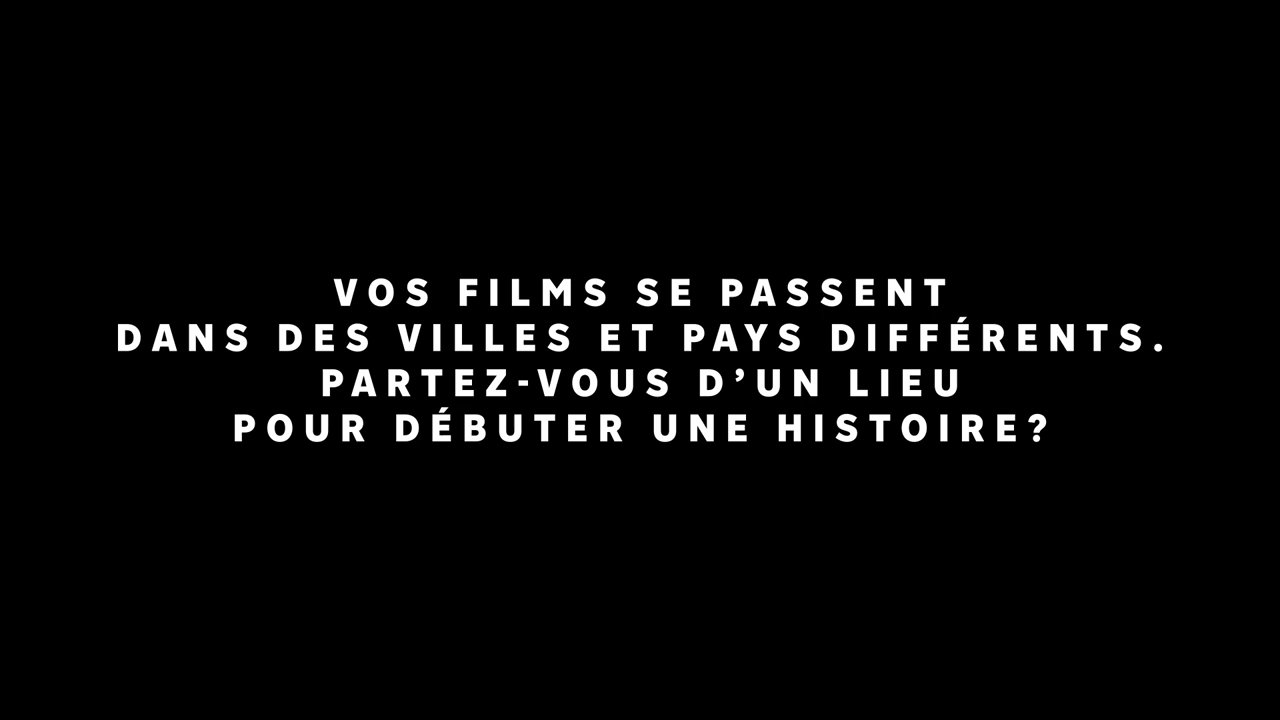 VOS FILMS SE PASSENT
DANS DES VILLES ET PAYS DIFFÉRENTS.
PARTEZ-VOUS D’UN LIEU
POUR DÉBUTER UNE HISTOIRE?